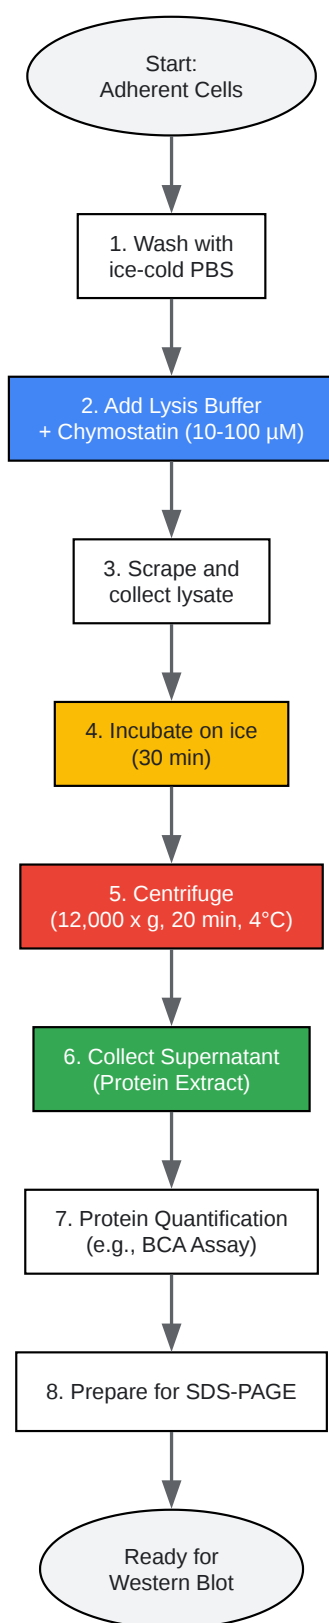 Start:
Adherent Cells
1. Wash with
ice-cold PBS
2. Add Lysis Buffer
+ Chymostatin (10-100 µM)
3. Scrape and
collect lysate
4. Incubate on ice
(30 min)
5. Centrifuge
(12,000 x g, 20 min, 4°C)
6. Collect Supernatant
(Protein Extract)
7. Protein Quantification
(e.g., BCA Assay)
8. Prepare for SDS-PAGE
Ready for
Western Blot